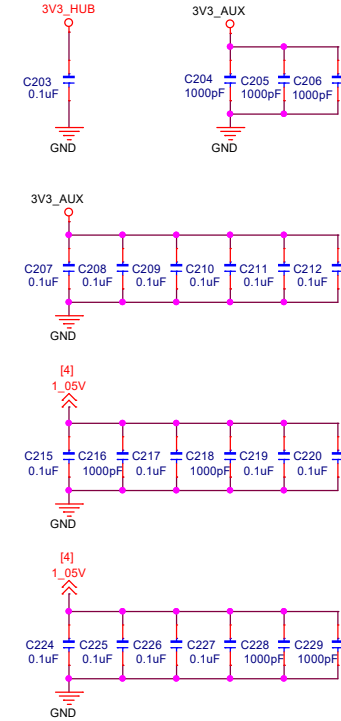 3V3_HUB
3V3_AUX
C203
0.1uF
C204 C205 C206
1000pF 1000pF 1000pF
GND
GND
3V3_AUX
C207 C208 C209 C210 C211 C212
0.1uF 0.1uF 0.1uF 0.1uF 0.1uF 0.1uF
GND
[4]
1_05V
C215 C216 C217 C218 C219 C220
0.1uF 1000pF 0.1uF 1000pF 0.1uF 0.1uF
GND
[4]
1_05V
C224 C225 C226 C227 C228 C229
0.1uF 0.1uF 0.1uF 0.1uF 1000pF 1000pF
GND